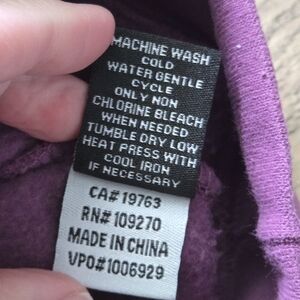 MACHINE WASH
COLD
WATER GENTLE
CYCLE
ONLY NON
CHLORINE BLEACH
WHEN NEEDED
TUMBLE DRY LOW
HEAT PRESS WITH
COOL IRON
IF NECESSARY
CA# 19763
RN# 109270
MADE IN CHINA
VPO#1006929